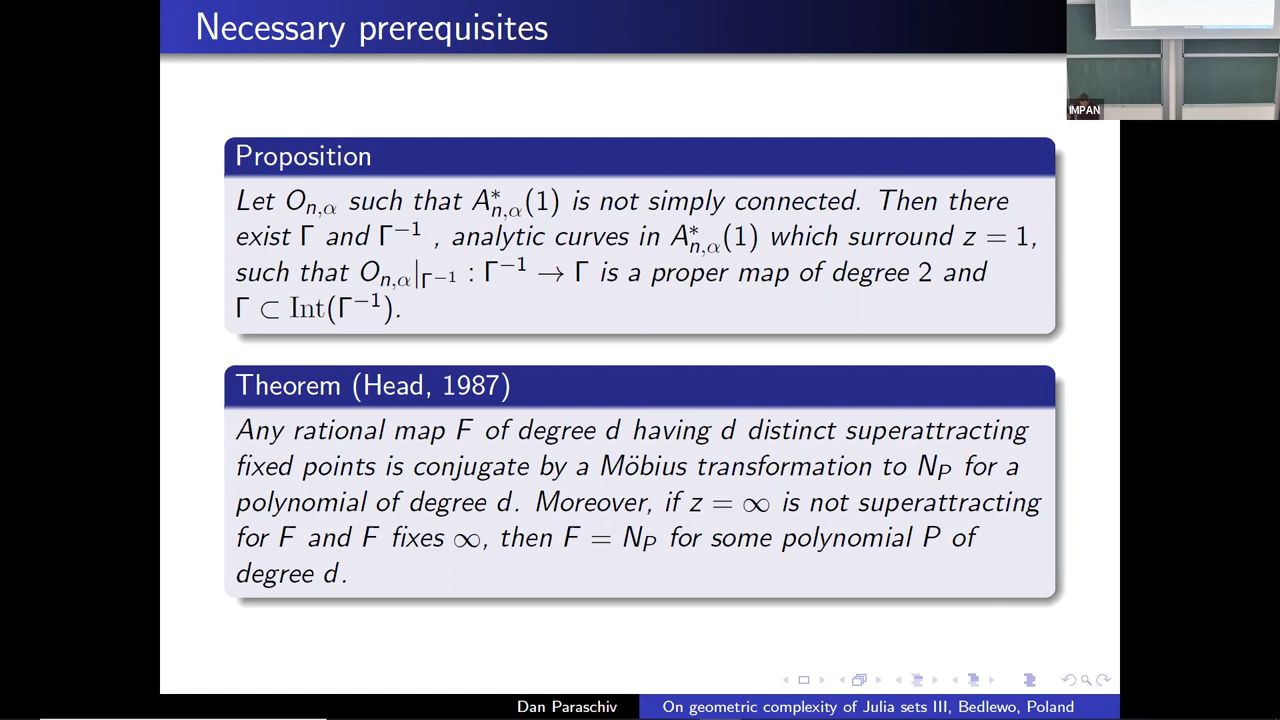 Necessary prerequisites
IMPAN
Proposition
Let Oₙ,α such that A*ₙ,α(1) is not simply connected. Then there
exist Γ and Γ⁻¹ , analytic curves in A*ₙ,α(1) which surround z = 1,
such that Oₙ,α|Γ⁻¹ : Γ⁻¹ → Γ is a proper map of degree 2 and
Γ ⊂ Int(Γ⁻¹).
Theorem (Head, 1987)
Any rational map F of degree d having d distinct superattracting
fixed points is conjugate by a Möbius transformation to N_P for a
polynomial of degree d. Moreover, if z = ∞ is not superattracting
for F and F fixes ∞, then F = N_P for some polynomial P of
degree d.
Dan Paraschiv
On geometric complexity of Julia sets III, Bedlewo, Poland